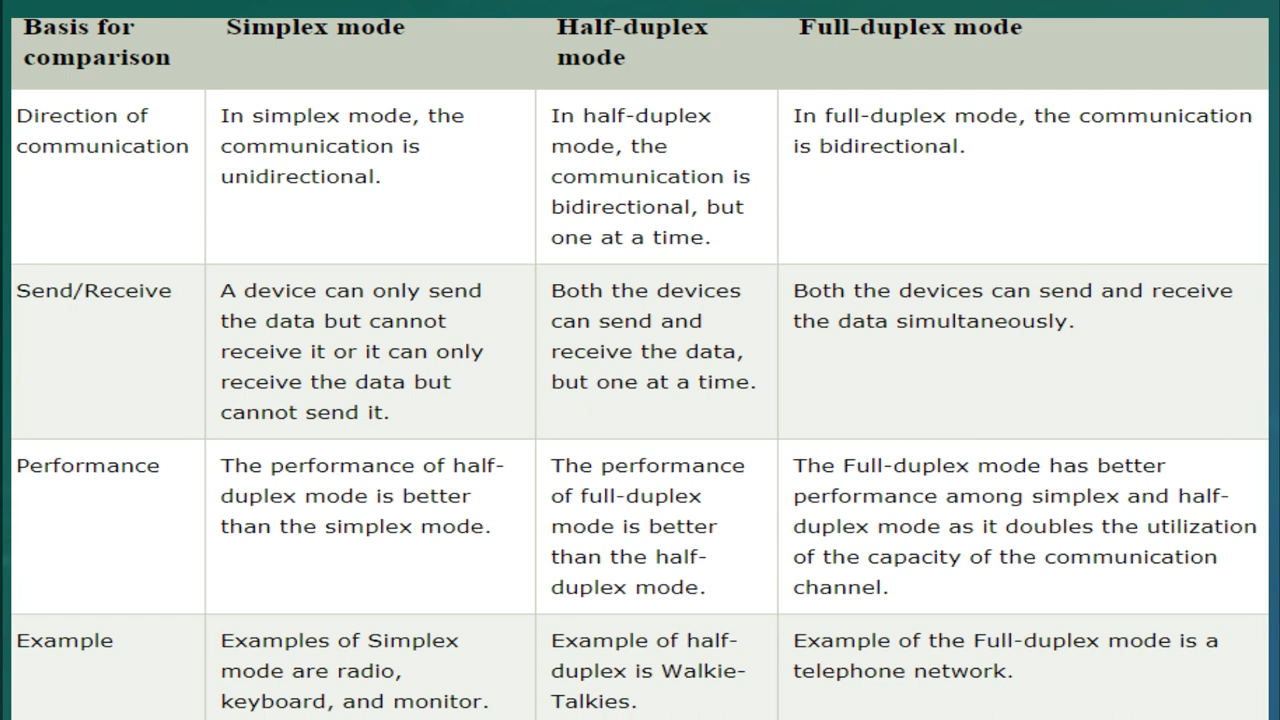 Basis for
comparison
Simplex mode
Half-duplex
mode
Full-duplex mode
Direction of
communication
In simplex mode, the
communication is
unidirectional.
In half-duplex
mode, the
communication is
bidirectional, but
one at a time.
In full-duplex mode, the communication
is bidirectional.
Send/Receive
A device can only send
the data but cannot
receive it or it can only
receive the data but
cannot send it.
Both the devices
can send and
receive the data,
but one at a time.
Both the devices can send and receive
the data simultaneously.
Performance
The performance of half-
duplex mode is better
than the simplex mode.
The performance
of full-duplex
mode is better
than the half-
duplex mode.
The Full-duplex mode has better
performance among simplex and half-
duplex mode as it doubles the utilization
of the capacity of the communication
channel.
Example
Examples of Simplex
mode are radio,
keyboard, and monitor.
Example of half-
duplex is Walkie-
Talkies.
Example of the Full-duplex mode is a
telephone network.